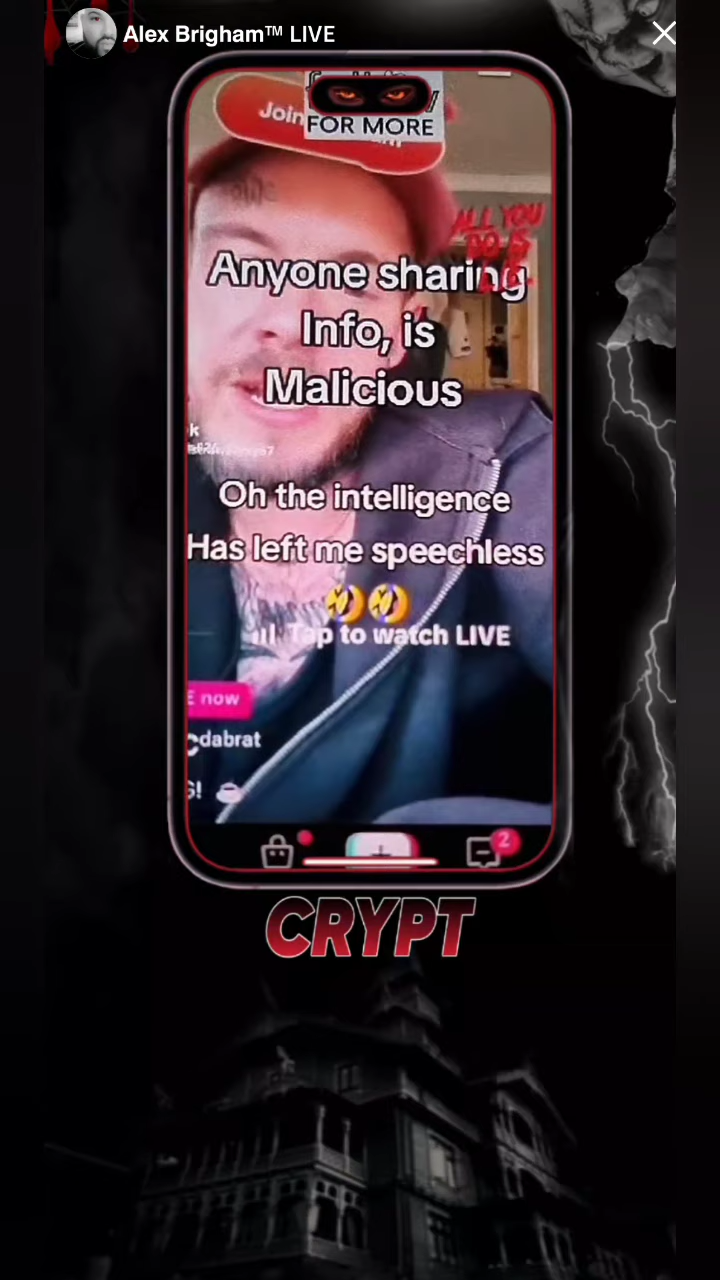 Alex Brigham™ LIVE
Join
FOR MORE
ALL YOU
DO IS
Anyone sharing
Info, is
Malicious
k
Oh the intelligence
Has left me speechless
🤣🤣
Tap to watch LIVE
E now
dabrat
S! ☕
2
CRYPT